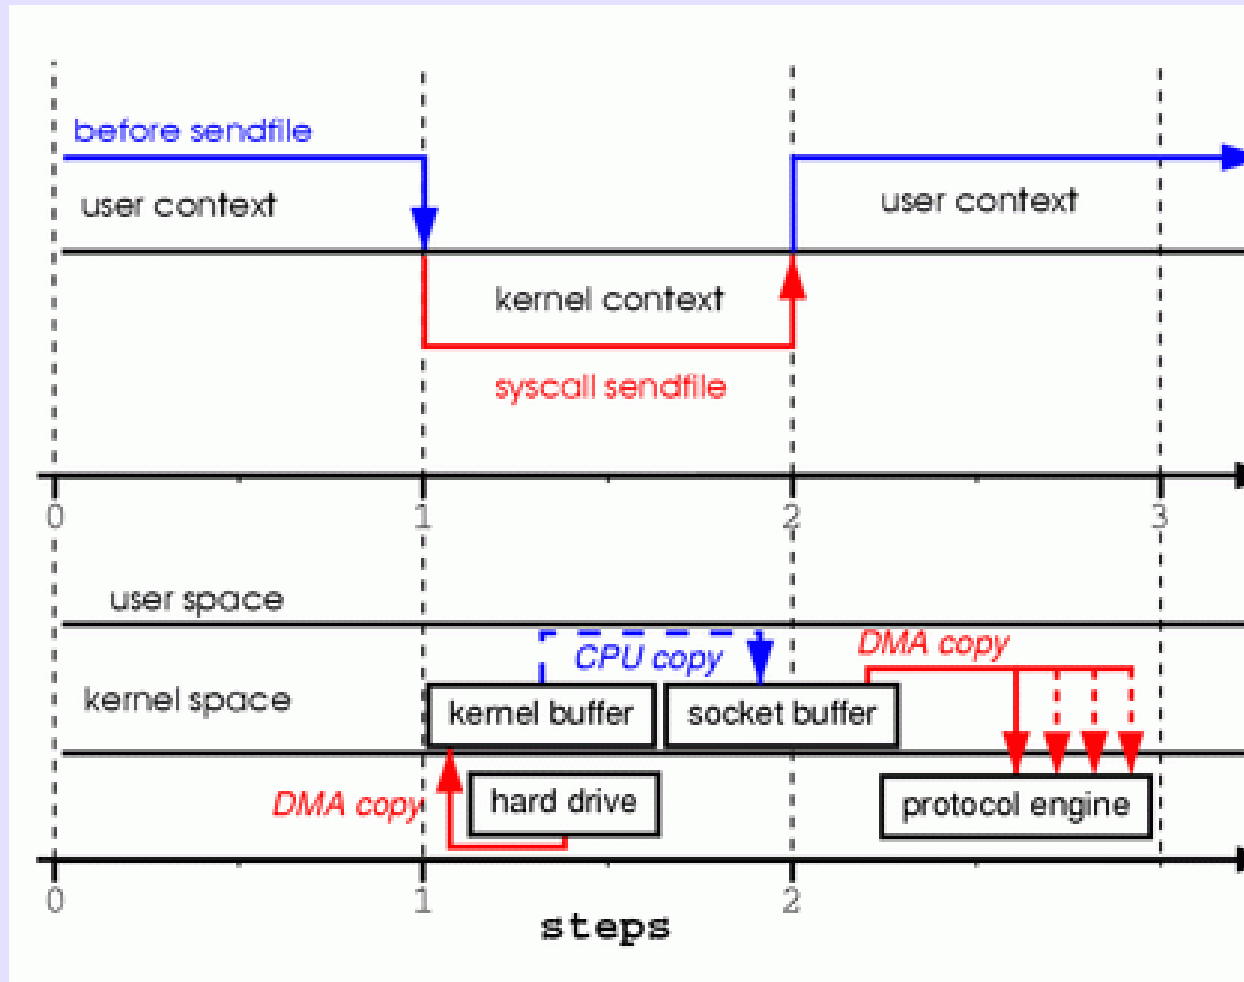 before sendfile
user context
user context
kernel context
syscall sendfile
0 1 2 3
user space
CPU copy
DMA copy
kernel space
kernel buffer
socket buffer
DMA copy
hard drive
protocol engine
0 1 2
steps